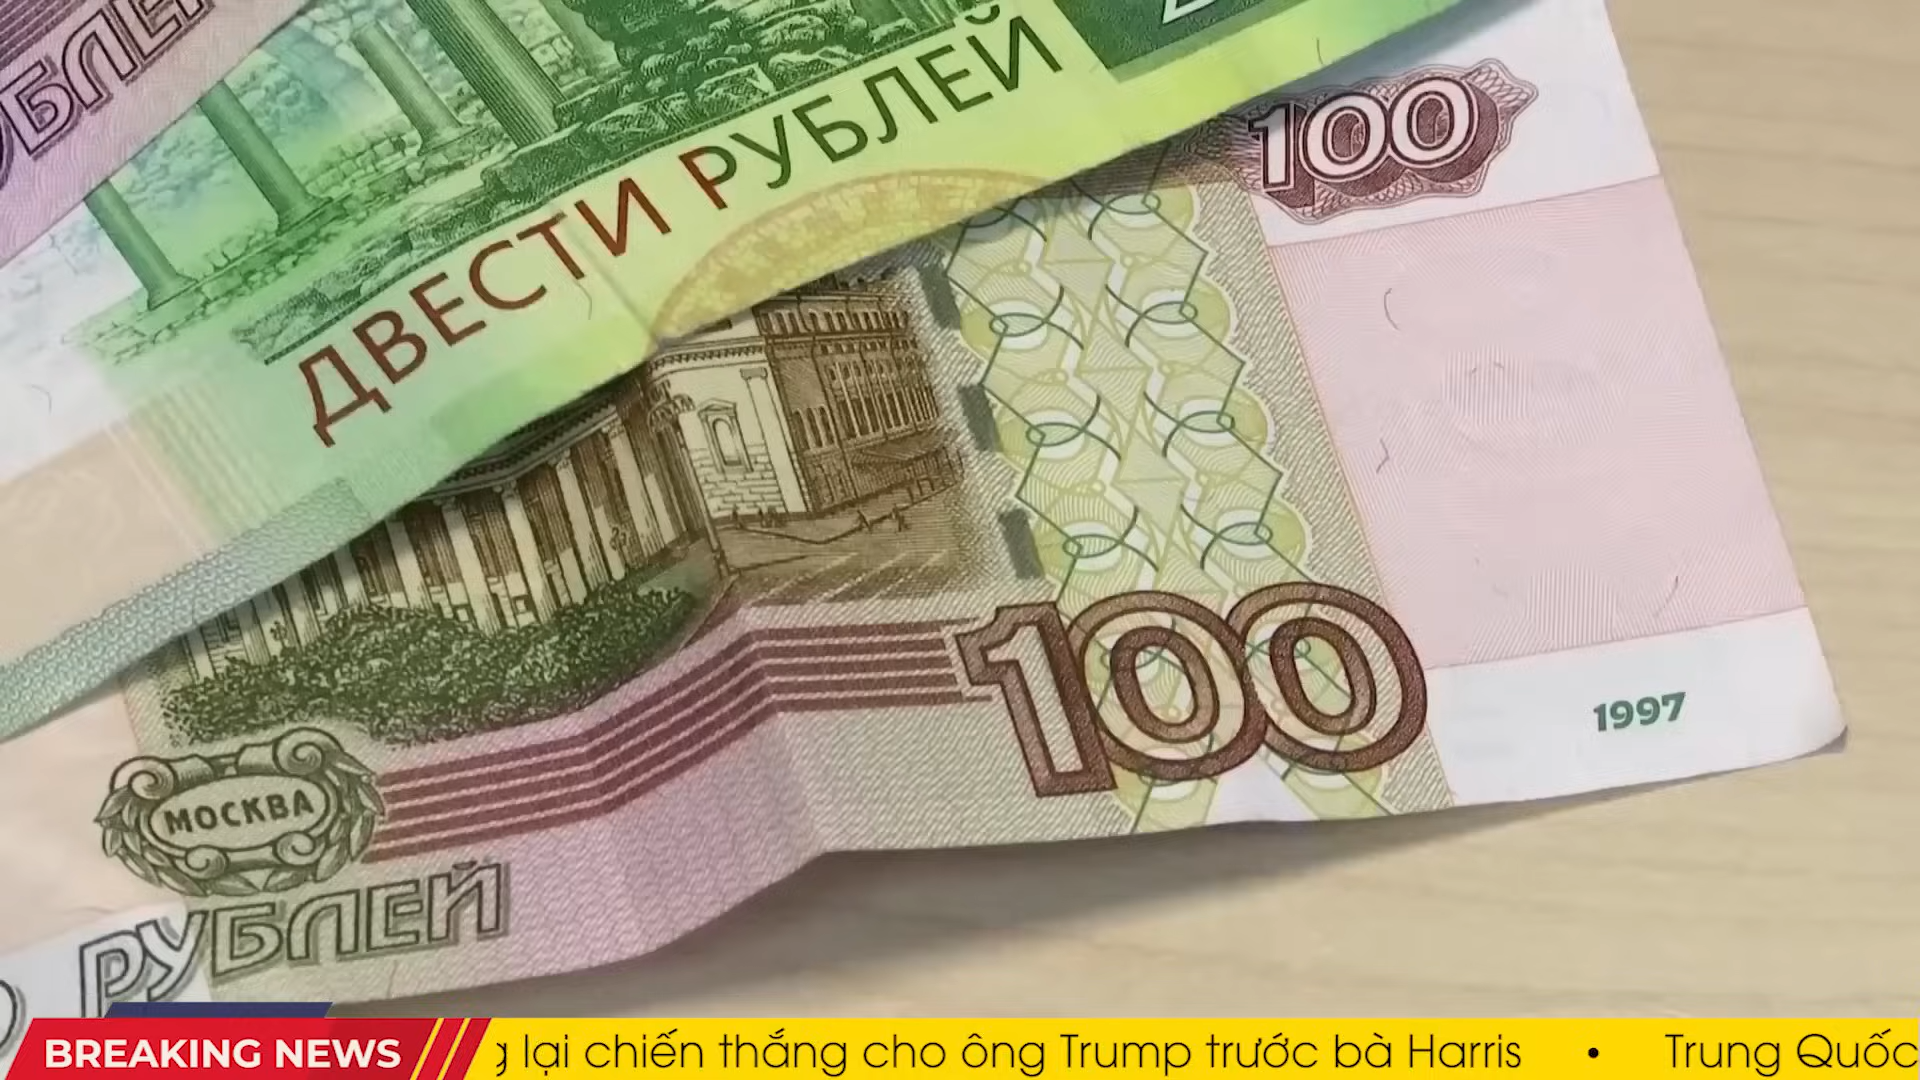 ДВЕСТИ РУБЛЕЙ
100
100
1997
МОСКВА
РУБЛЕЙ
BREAKING NEWS
lại chiến thắng cho ông Trump trước bà Harris • Trung Quốc